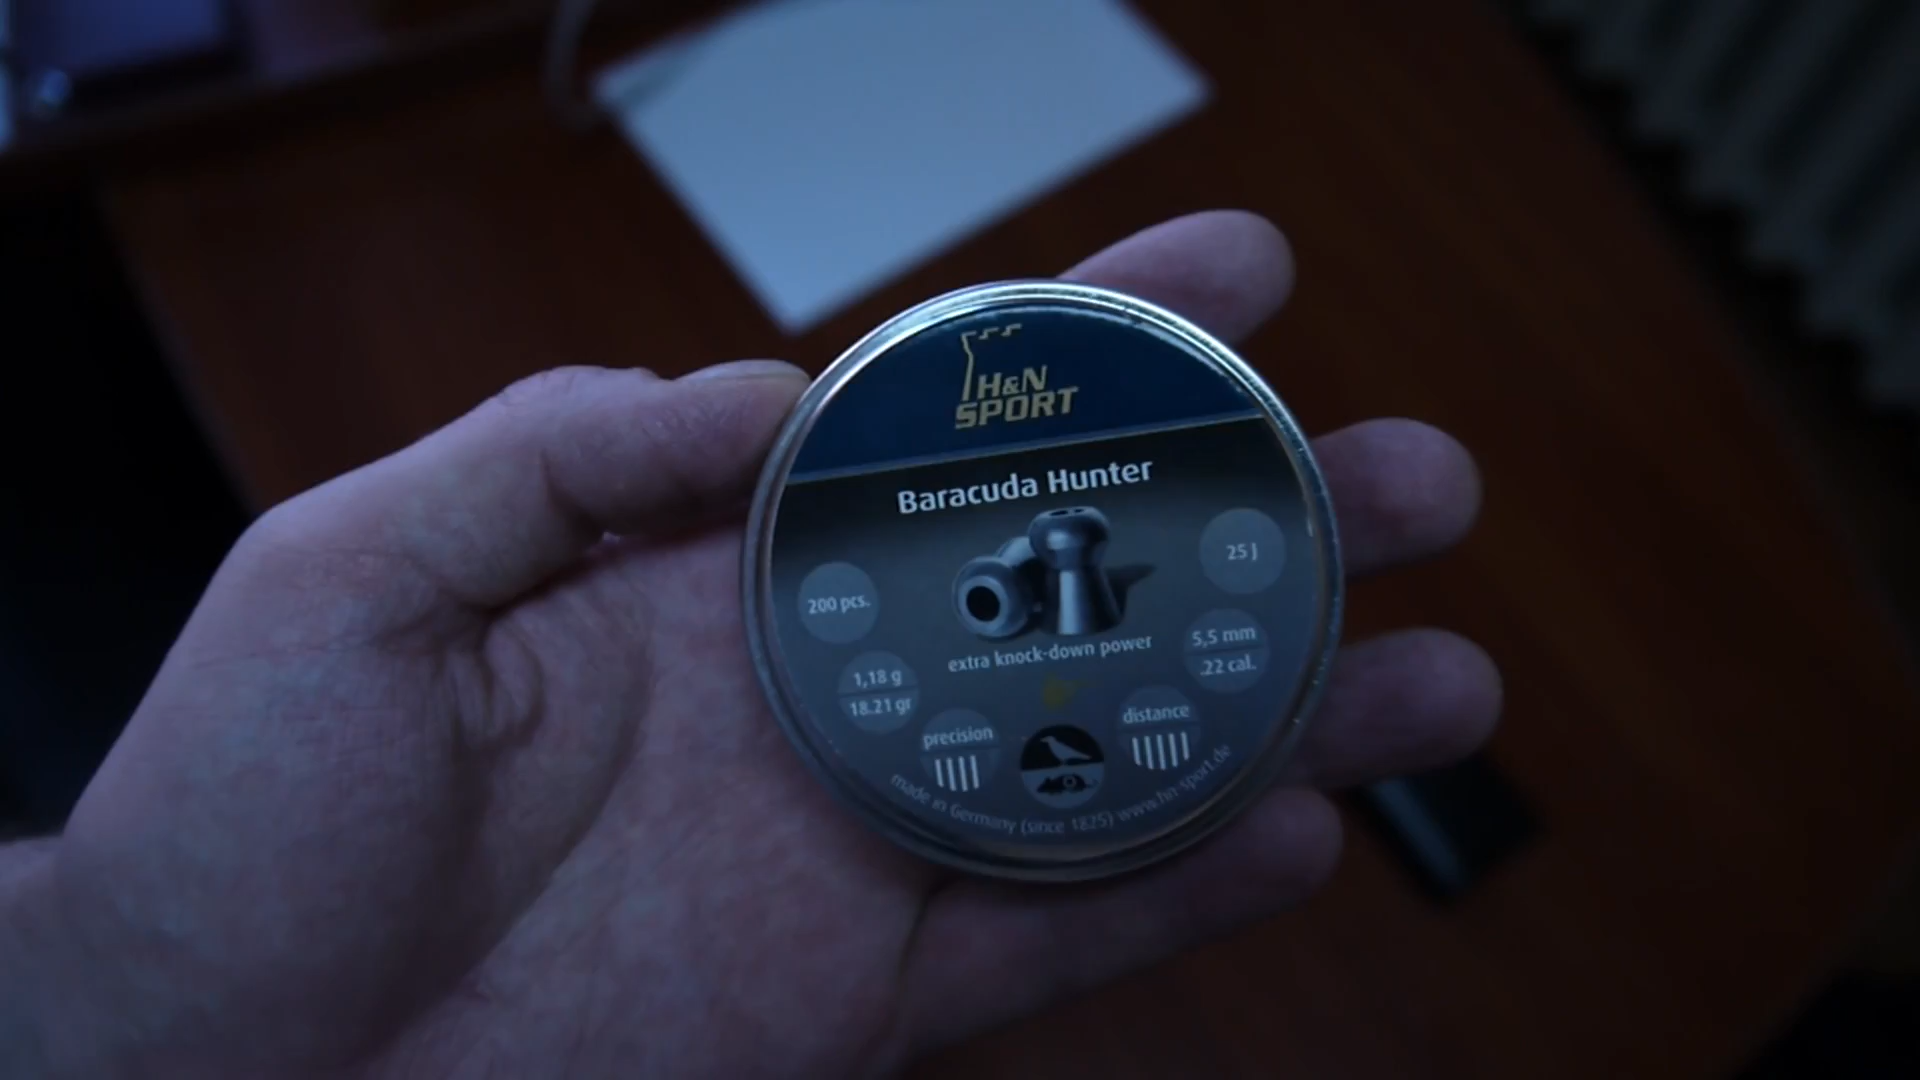 H&N
SPORT
Baracuda Hunter
25 J
200 pcs.
5,5 mm
.22 cal.
extra knock-down power
1,18 g
18.21 gr
distance
precision
made in Germany (since 1825) www.hn-sport.de